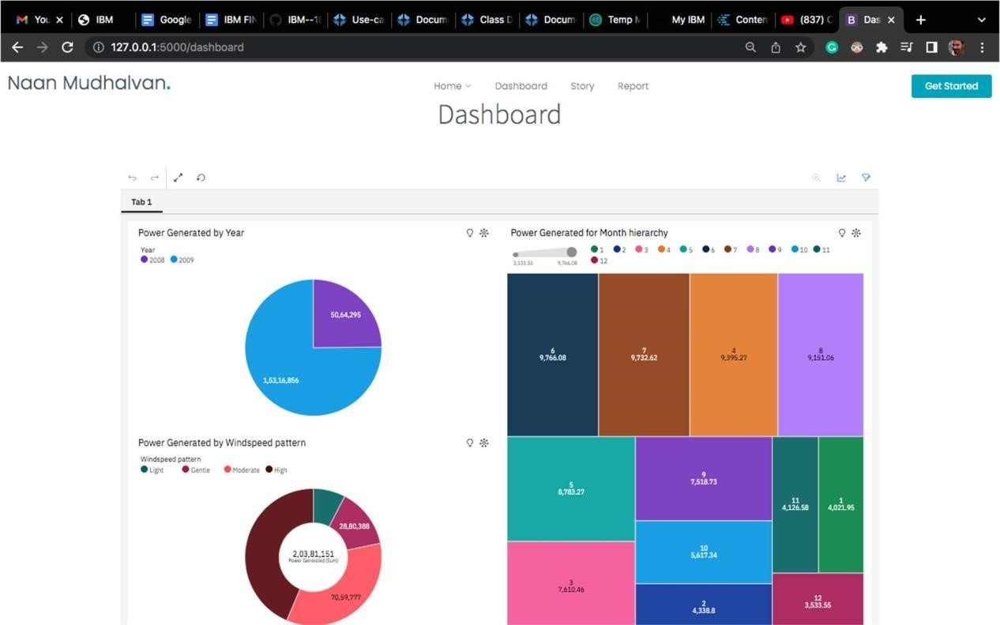 You IBM Google IBM FIN IBM--18 Use-ca Docum Class D Docum Temp M My IBM Conten (837) Das
127.0.0.1:5000/dashboard
Naan Mudhalvan.
Home Dashboard Story Report
Get Started
Dashboard
Tab 1
Power Generated by Year
Year
2008 2009
50,64,295
1,53,16,856
Power Generated by Windspeed pattern
Windspeed pattern
Light Gentle Moderate High
28,80,388
2,03,81,151
Power Generated (Sum)
70,59,777
Power Generated for Month hierarchy
3,533.55 9,766.08
1 2 3 4 5 6 7 8 9 10 11
12
6
9,766.08
7
9,732.62
4
9,395.27
8
9,151.06
5
8,783.27
9
7,518.73
11
4,126.58
1
4,021.95
10
5,617.34
3
7,610.46
2
4,338.8
12
3,533.55